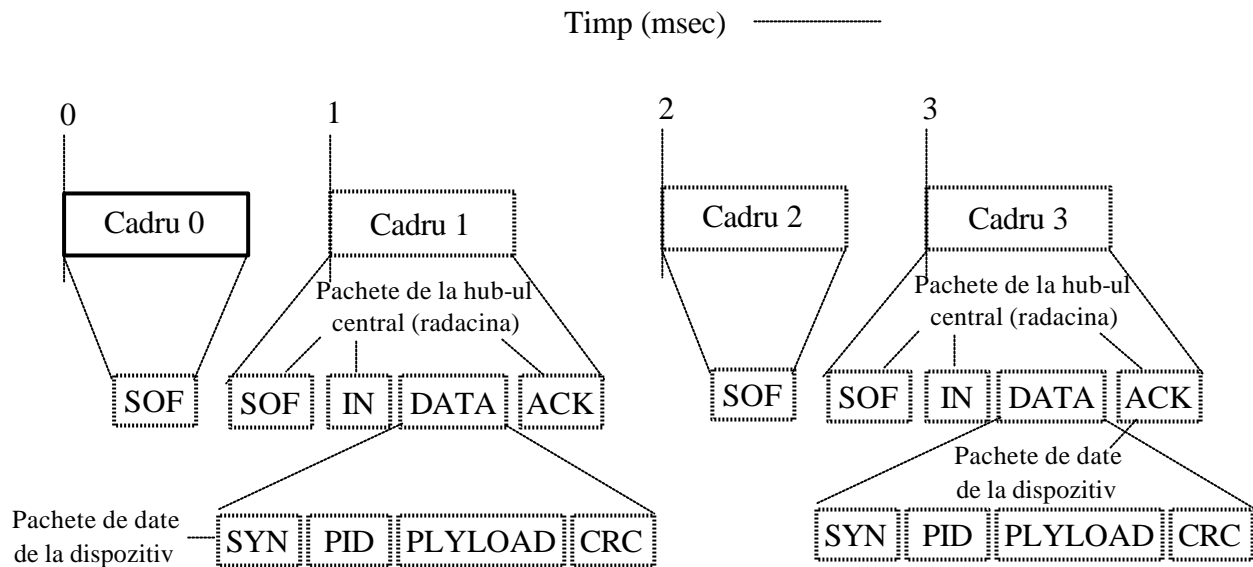 Timp (msec)
0
1
2
3
Cadru 0
Cadru 1
Cadru 2
Cadru 3
Pachete de la hub-ul
central (radacina)
Pachete de la hub-ul
central (radacina)
SOF
SOF
IN
DATA
ACK
SOF
SOF
IN
DATA
ACK
Pachete de date
de la dispozitiv
Pachete de date
de la dispozitiv
SYN
PID
PLYLOAD
CRC
SYN
PID
PLYLOAD
CRC